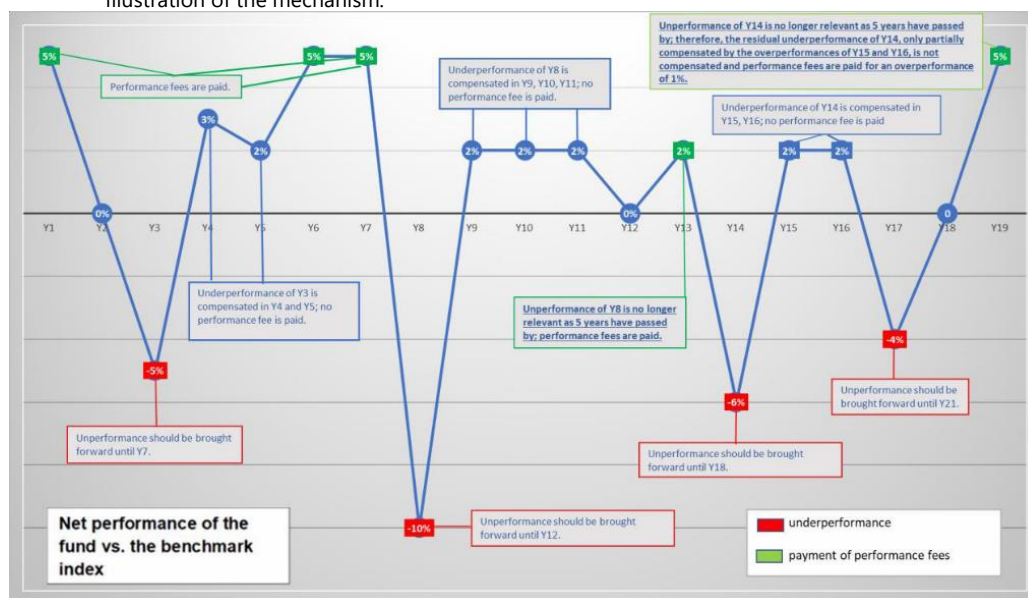 illustration of the mechanism.
Unperformance of Y14 is no longer relevant as 5 years have passed
by; therefore, the residual underperformance of Y14, only partially
compensated by the overperformances of Y15 and Y16, is not
compensated and performance fees are paid for an overperformance
of 1%.
5%
5%
5%
5%
Performance fees are paid.
Underperformance of Y8 is
compensated in Y9, Y10, Y11; no
performance fee is paid.
Underperformance of Y14 is compensated in
Y15, Y16; no performance fee is paid
3%
2%
2%
2%
2%
2%
2%
2%
0%
0%
0
Y1
Y2
Y3
Y4
Y5
Y6
Y7
Y8
Y9
Y10
Y11
Y12
Y13
Y14
Y15
Y16
Y17
Y18
Y19
Underperformance of Y3 is
compensated in Y4 and Y5; no
performance fee is paid.
Unperformance of Y8 is no longer
relevant as 5 years have passed
by; performance fees are paid.
-5%
-4%
-6%
-10%
Unperformance should be
brought forward until Y21.
Unperformance should be brought
forward until Y7.
Unperformance should be brought
forward until Y18.
Unperformance should be brought
forward until Y12.
Net performance of the
fund vs. the benchmark
index
underperformance
payment of performance fees